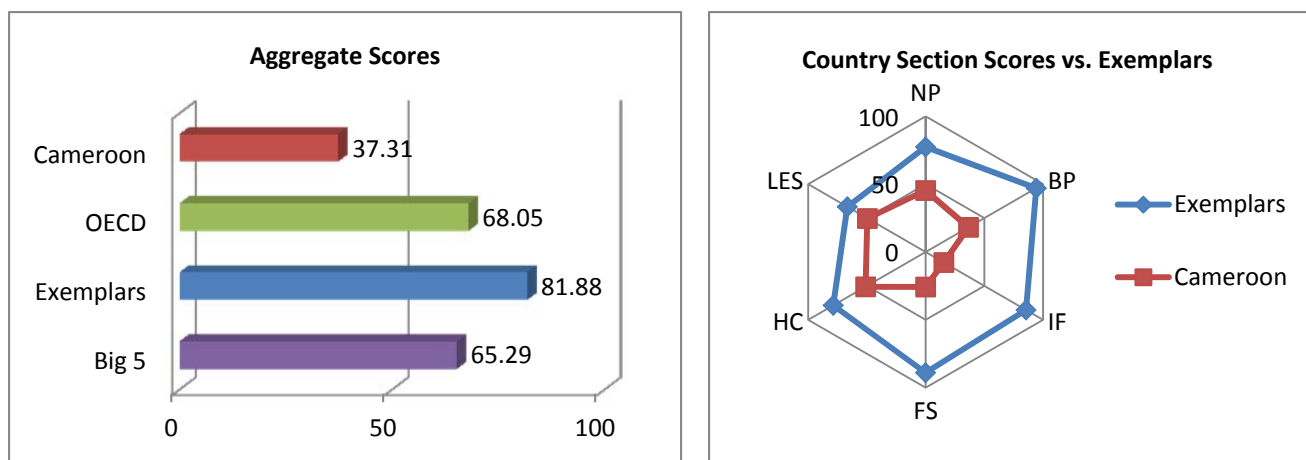 Aggregate Scores
Cameroon
37.31
OECD
68.05
Exemplars
81.88
Big 5
65.29
0
50
100
Country Section Scores vs. Exemplars
NP
100
LES
50
BP
0
HC
IF
FS
Exemplars
Cameroon